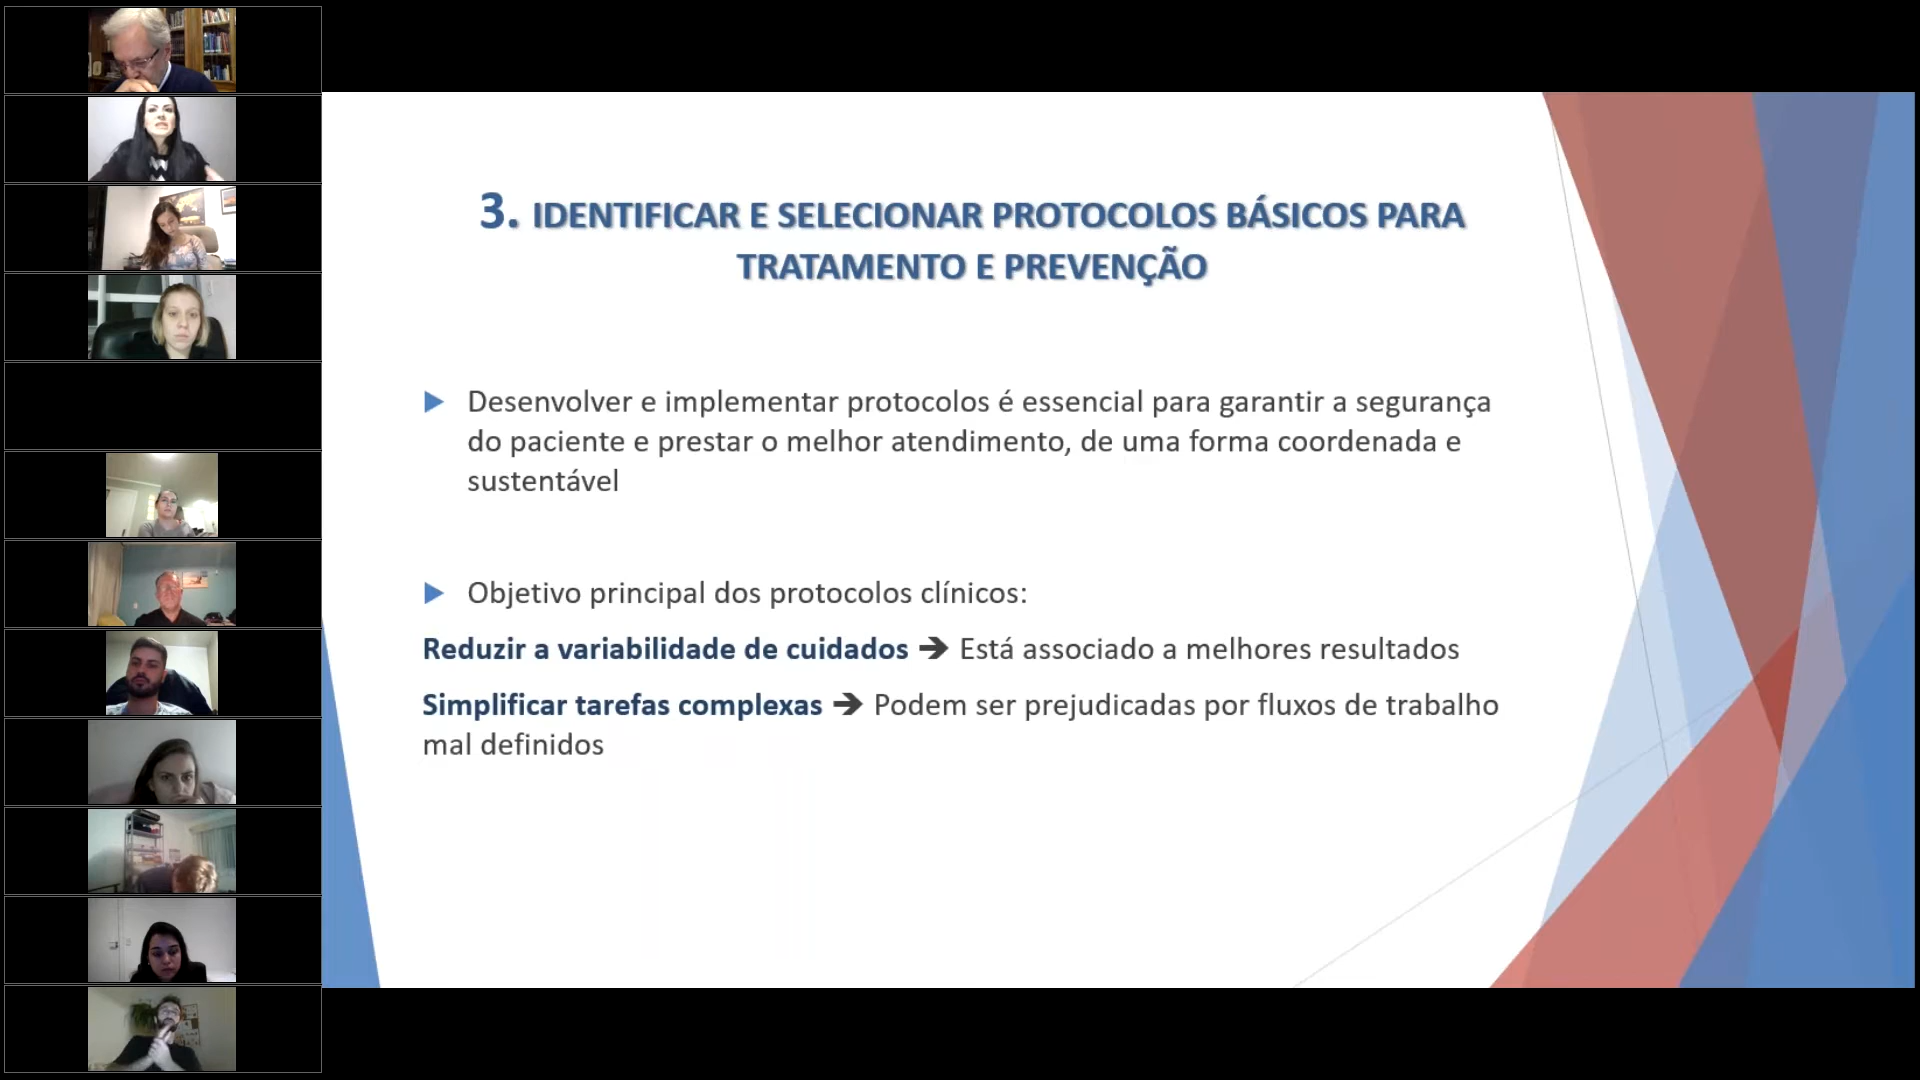 3. IDENTIFICAR E SELECIONAR PROTOCOLOS BÁSICOS PARA
TRATAMENTO E PREVENÇÃO
Desenvolver e implementar protocolos é essencial para garantir a segurança
do paciente e prestar o melhor atendimento, de uma forma coordenada e
sustentável
Objetivo principal dos protocolos clínicos:
Reduzir a variabilidade de cuidados ➔ Está associado a melhores resultados
Simplificar tarefas complexas ➔ Podem ser prejudicadas por fluxos de trabalho
mal definidos